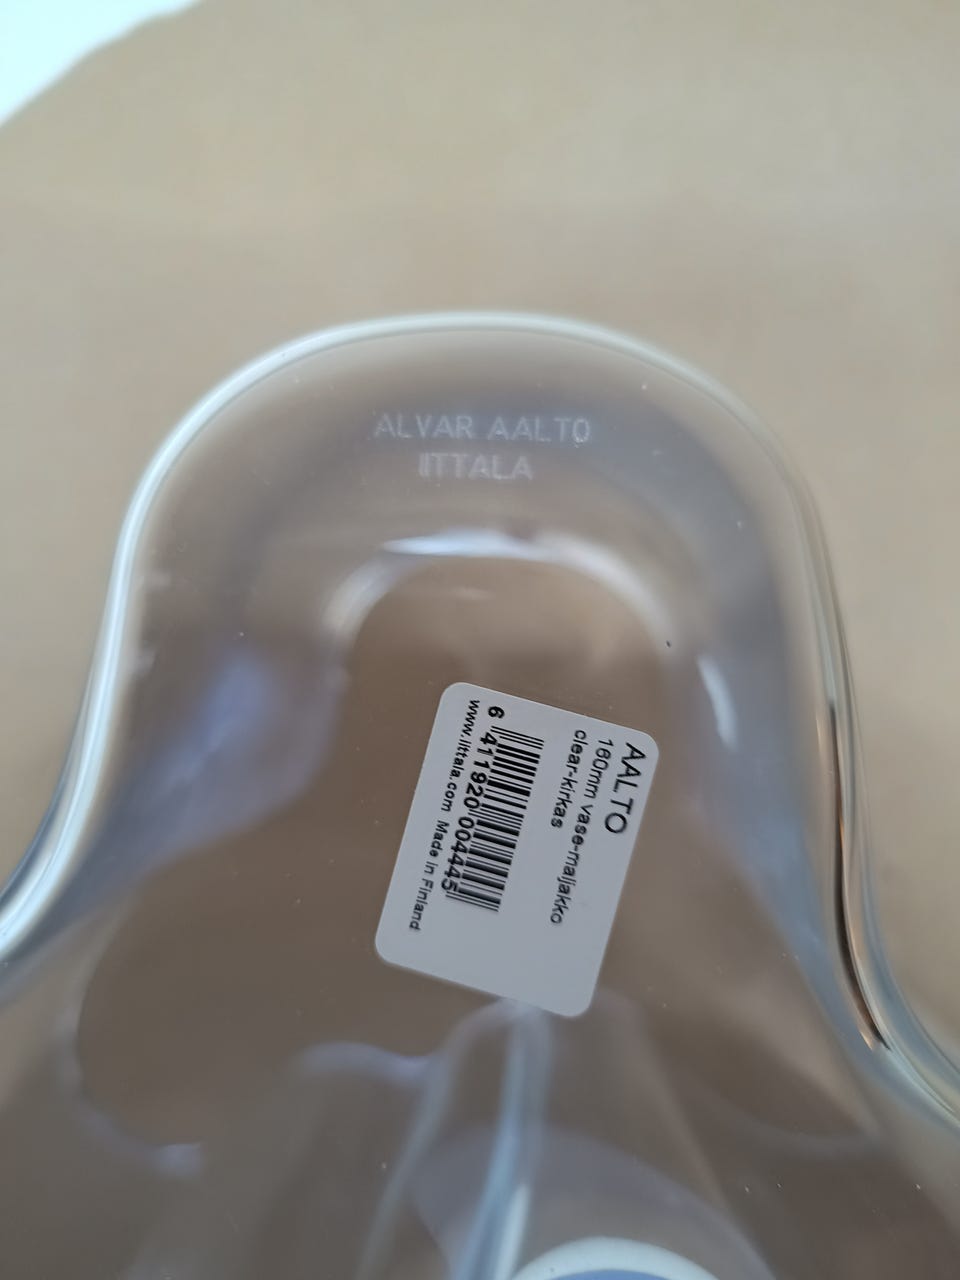 ALVAR AALTO
IITTALA
AALTO
160mm vase-maljakko
clear-kirkas
6 411920 004445
www.iittala.com Made in Finland